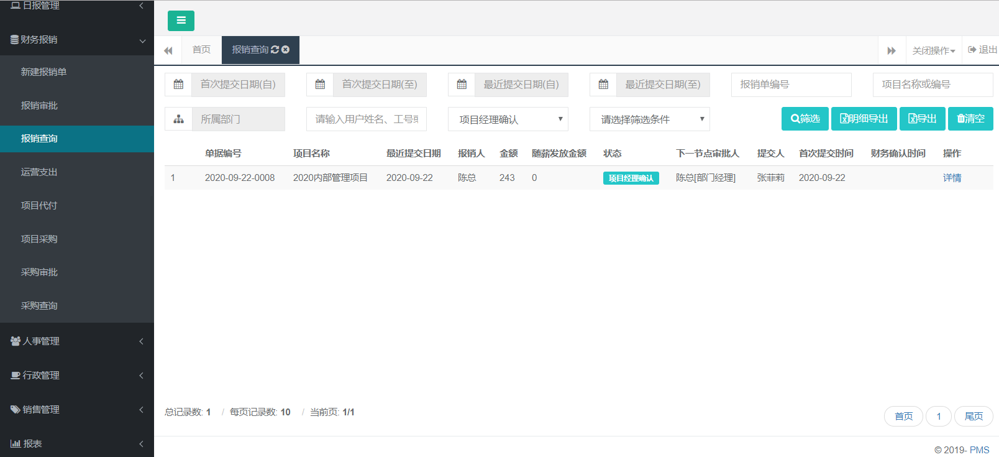 日报管理
财务报销
新建报销单
报销审批
报销查询
运营支出
项目代付
项目采购
采购审批
采购查询
人事管理
行政管理
销售管理
报表
首页
报销查询
关闭操作
退出
首次提交日期(自)
首次提交日期(至)
最近提交日期(自)
最近提交日期(至)
报销单编号
项目名称或编号
所属部门
请输入用户姓名、工号
项目经理确认
请选择筛选条件
筛选
明细导出
导出
清空
单据编号 项目名称 最近提交日期 报销人 金额 随薪发放金额 状态 下一节点审批人 提交人 首次提交时间 财务确认时间 操作
1 2020-09-22-0008 2020内部管理项目 2020-09-22 陈总 243 0 项目经理确认 陈总[部门经理] 张菲莉 2020-09-22 详情
总记录数: 1 / 每页记录数: 10 / 当前页: 1/1
首页 1 尾页
© 2019- PMS